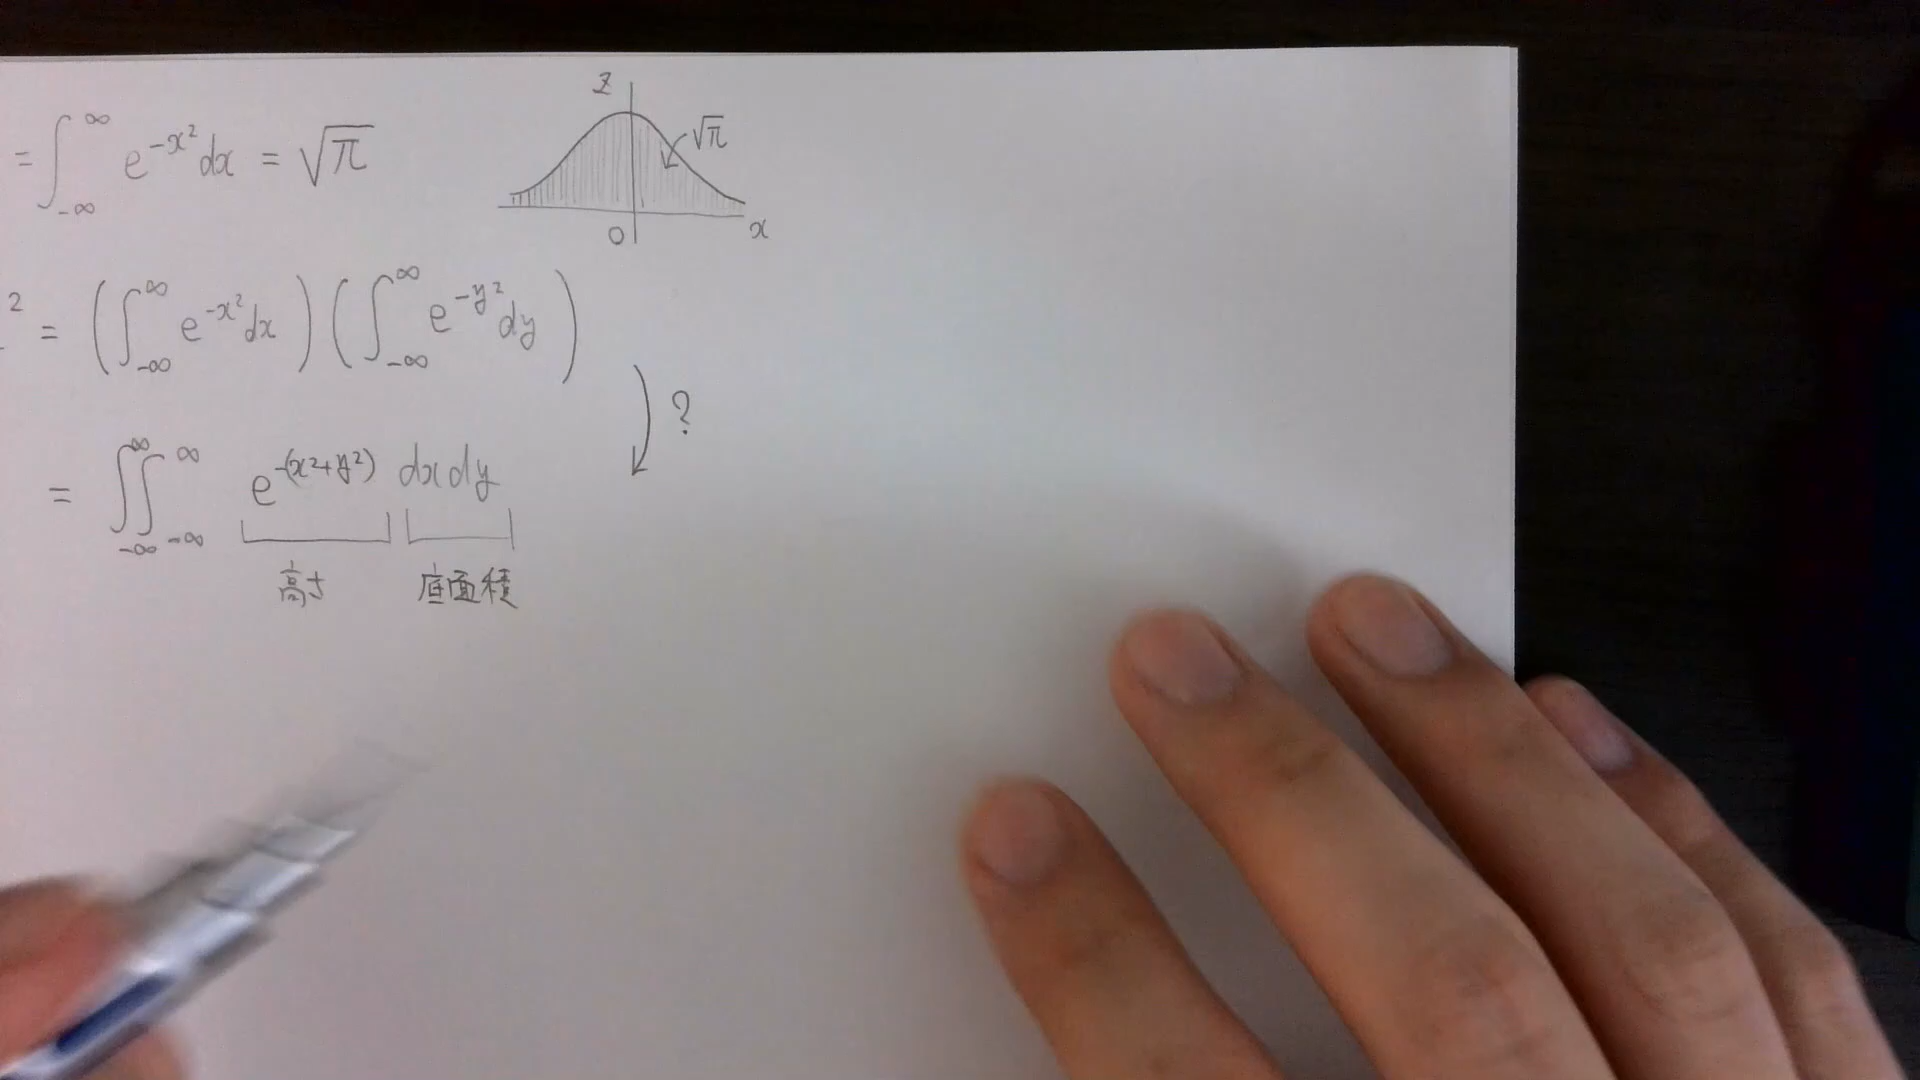 z
= ∫_{-∞}^{∞} e^{-x²} dx = √π
√π
0 x
² = (∫_{-∞}^{∞} e^{-x²} dx) (∫_{-∞}^{∞} e^{-y²} dy)
?
= ∫_{-∞}^{∞} ∫_{-∞}^{∞} e^{-(x²+y²)} dx dy
高さ 底面積